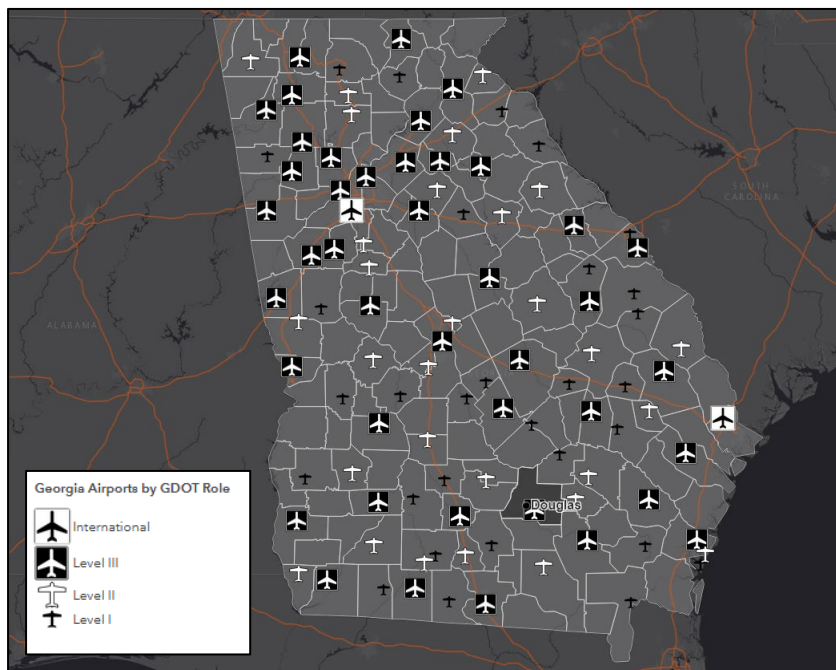 SOUTH
CAROLINA
ALABAMA
Douglas
Georgia Airports by GDOT Role
International
Level III
Level II
Level I